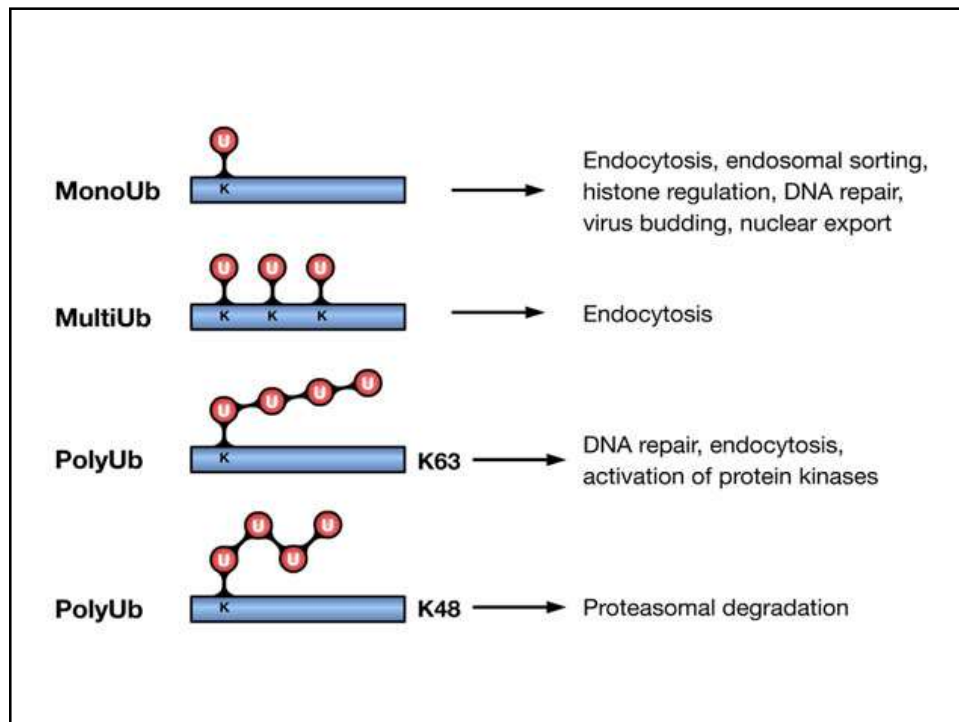 U
MonoUb
K
Endocytosis, endosomal sorting,
histone regulation, DNA repair,
virus budding, nuclear export
U U U
MultiUb
K K K
Endocytosis
U U U U
PolyUb
K
K63
DNA repair, endocytosis,
activation of protein kinases
U U U U
PolyUb
K
K48
Proteasomal degradation